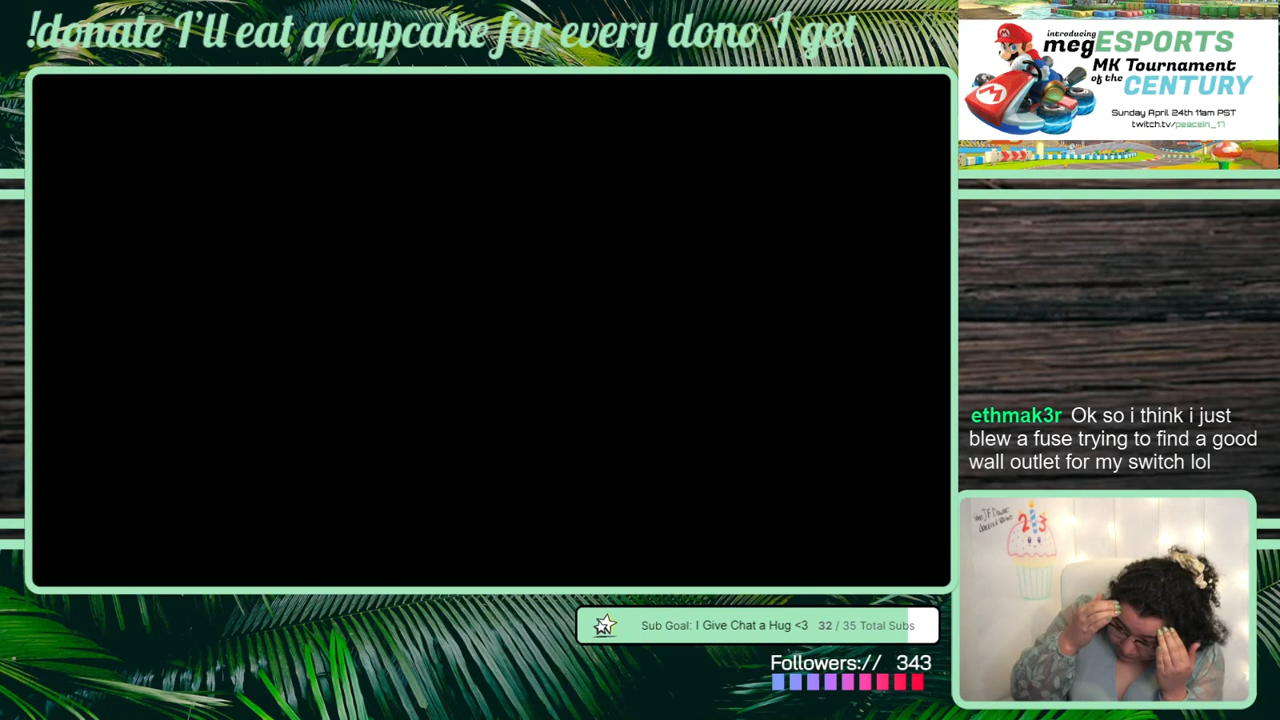 !donate I'll eat a cupcake for every dono I get
introducing
megESPORTS
MK Tournament
of the CENTURY
Sunday April 24th 11am PST
twitch.tv/peacein_17
ethmak3r Ok so i think i just
blew a fuse trying to find a good
wall outlet for my switch lol
23
Sub Goal: I Give Chat a Hug <3 32 / 35 Total Subs
Followers:// 343